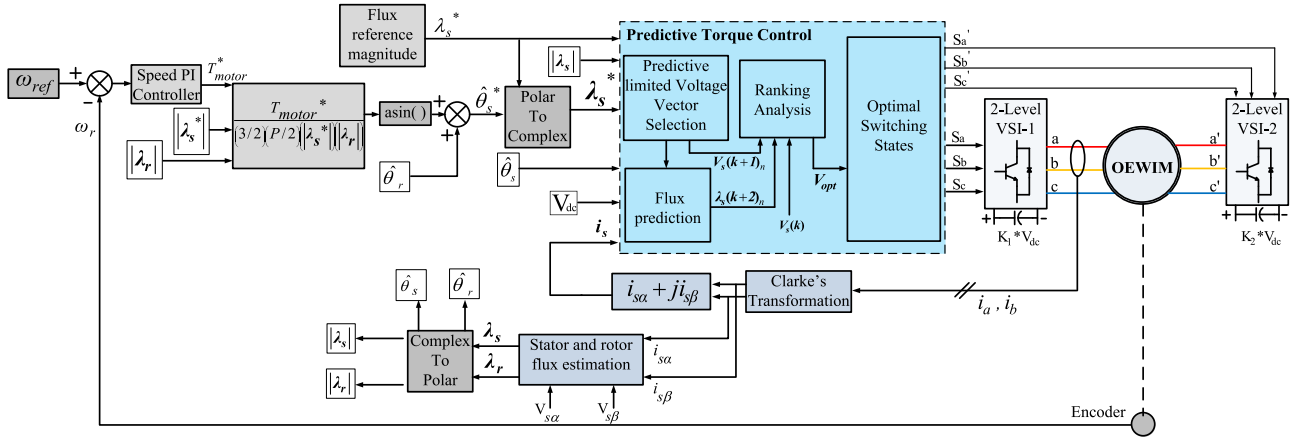 Flux
reference
magnitude
λs*
Predictive Torque Control
|λs|
Predictive
limited Voltage
Vector
Selection
Ranking
Analysis
Optimal
Switching
States
Flux
prediction
Vs(k+1)n
λs(k+2)n
Vs(k)
Vopt
Sa'
Sb'
Sc'
Sa
Sb
Sc
2-Level
VSI-1
+ -
K1*Vdc
a
b
c
OEWIM
a'
b'
c'
2-Level
VSI-2
+ -
K2*Vdc
ωref
+
-
ωr
Speed PI
Controller
T*motor
|λs*|
|λr|
Tmotor*
(3/2)(P/2)(|λs*||λr|)
asin( )
+
+
θ̂r
θ̂s*
Polar
To
Complex
λs*
θ̂s
Vdc
is
isα + jisβ
Clarke's
Transformation
ia , ib
θ̂s
θ̂r
|λs|
|λr|
Complex
To
Polar
λs
λr
Stator and rotor
flux estimation
isα
isβ
Vsα
Vsβ
Encoder